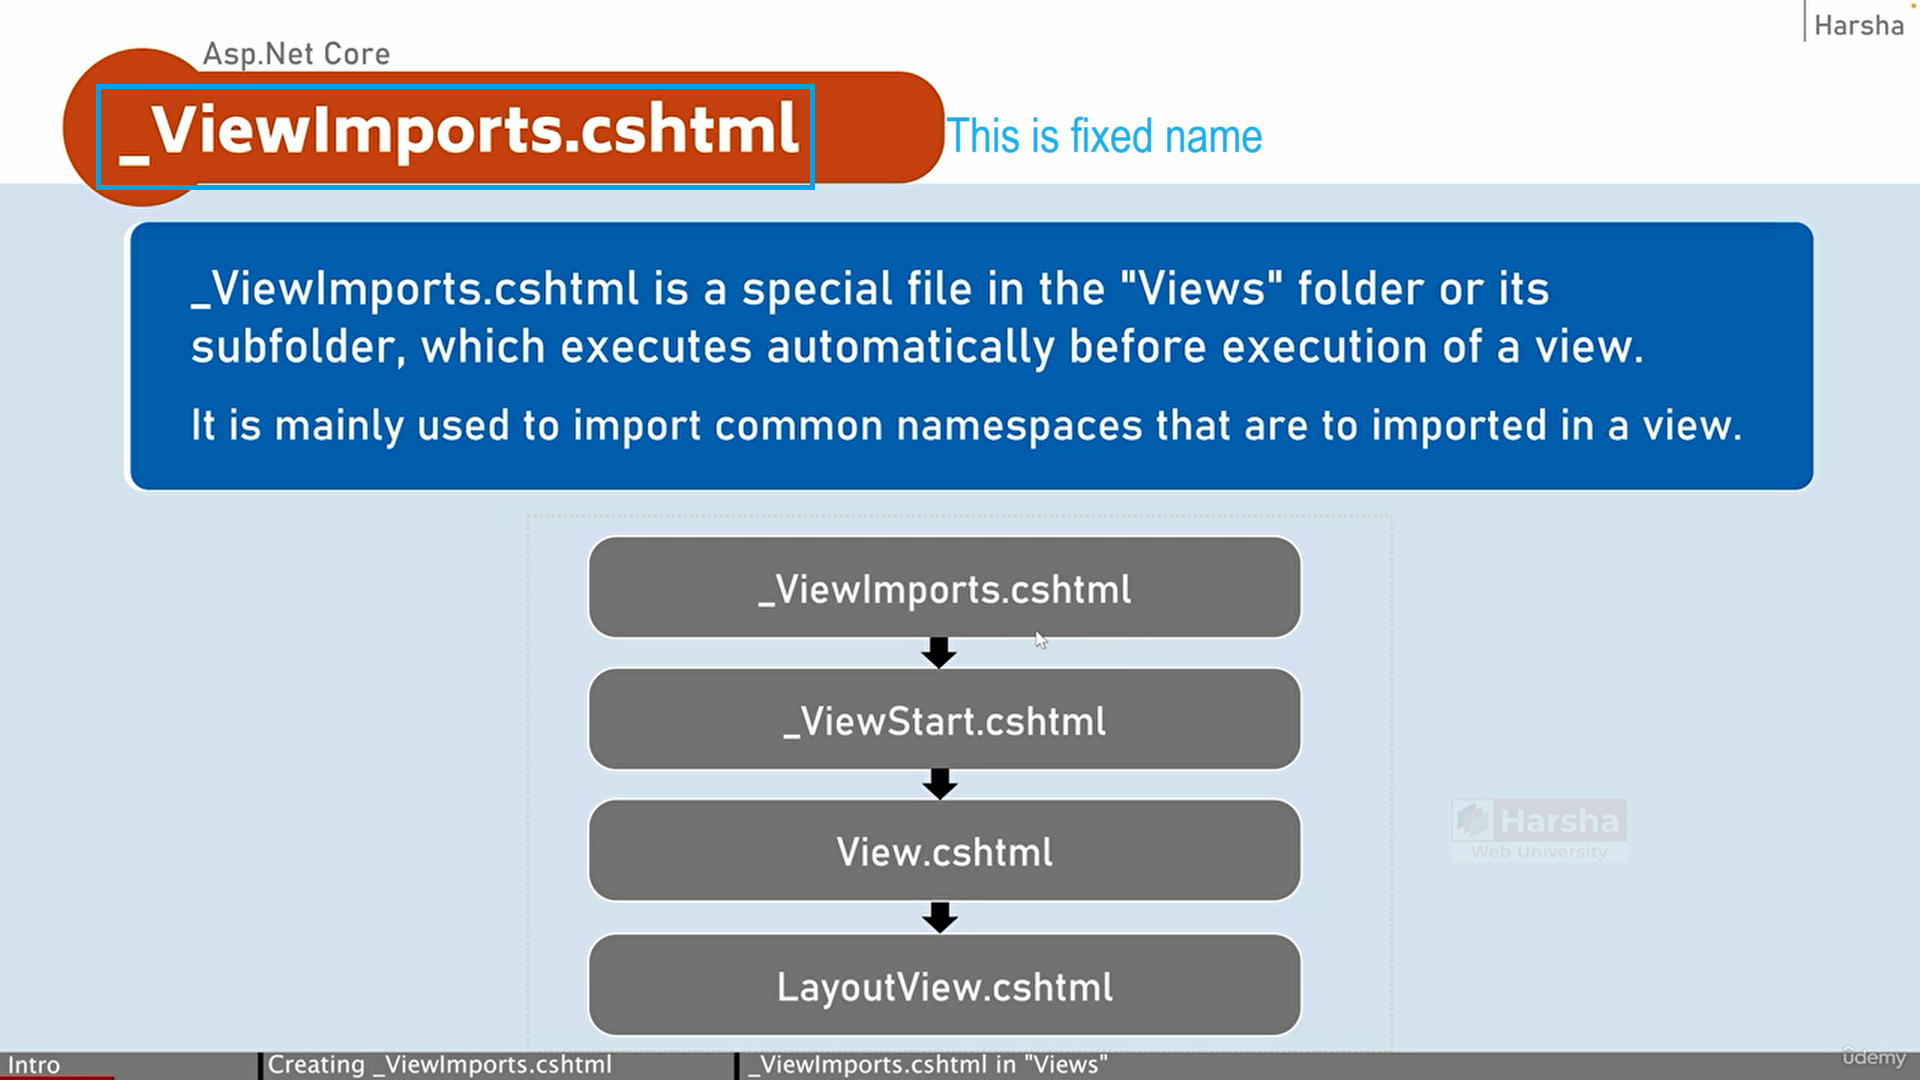 Harsha
Asp.Net Core
_ViewImports.cshtml
This is fixed name
_ViewImports.cshtml is a special file in the "Views" folder or its
subfolder, which executes automatically before execution of a view.
It is mainly used to import common namespaces that are to imported in a view.
_ViewImports.cshtml
_ViewStart.cshtml
View.cshtml
Harsha
Web University
LayoutView.cshtml
Intro
Creating _ViewImports.cshtml
_ViewImports.cshtml in "Views"
ûdemy